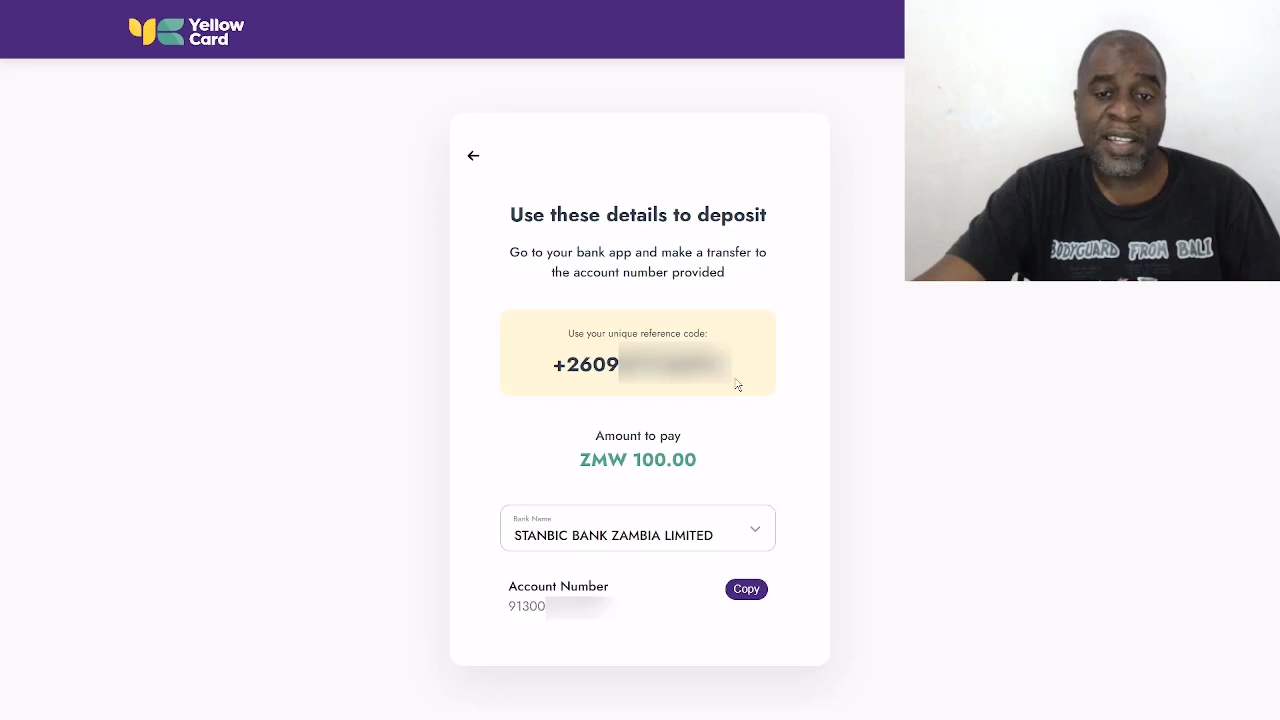 Yellow
Card
Use these details to deposit
Go to your bank app and make a transfer to
the account number provided
Use your unique reference code:
+2609
Amount to pay
ZMW 100.00
Bank Name
STANBIC BANK ZAMBIA LIMITED
Account Number
Copy
91300
BODYGUARD FROM BALI